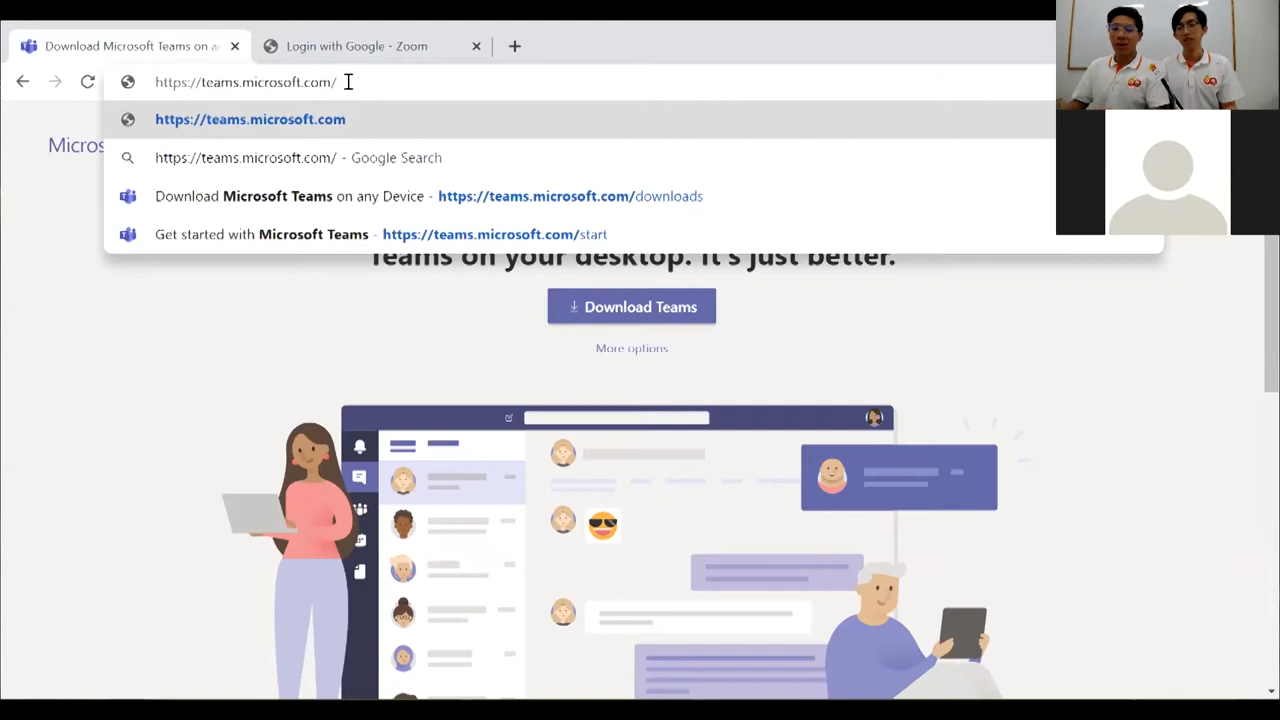 Download Microsoft Teams on a
Login with Google - Zoom
https://teams.microsoft.com/
https://teams.microsoft.com
https://teams.microsoft.com/ - Google Search
Download Microsoft Teams on any Device - https://teams.microsoft.com/downloads
Get started with Microsoft Teams - https://teams.microsoft.com/start
Micros
Teams on your desktop. It's just better.
Download Teams
More options